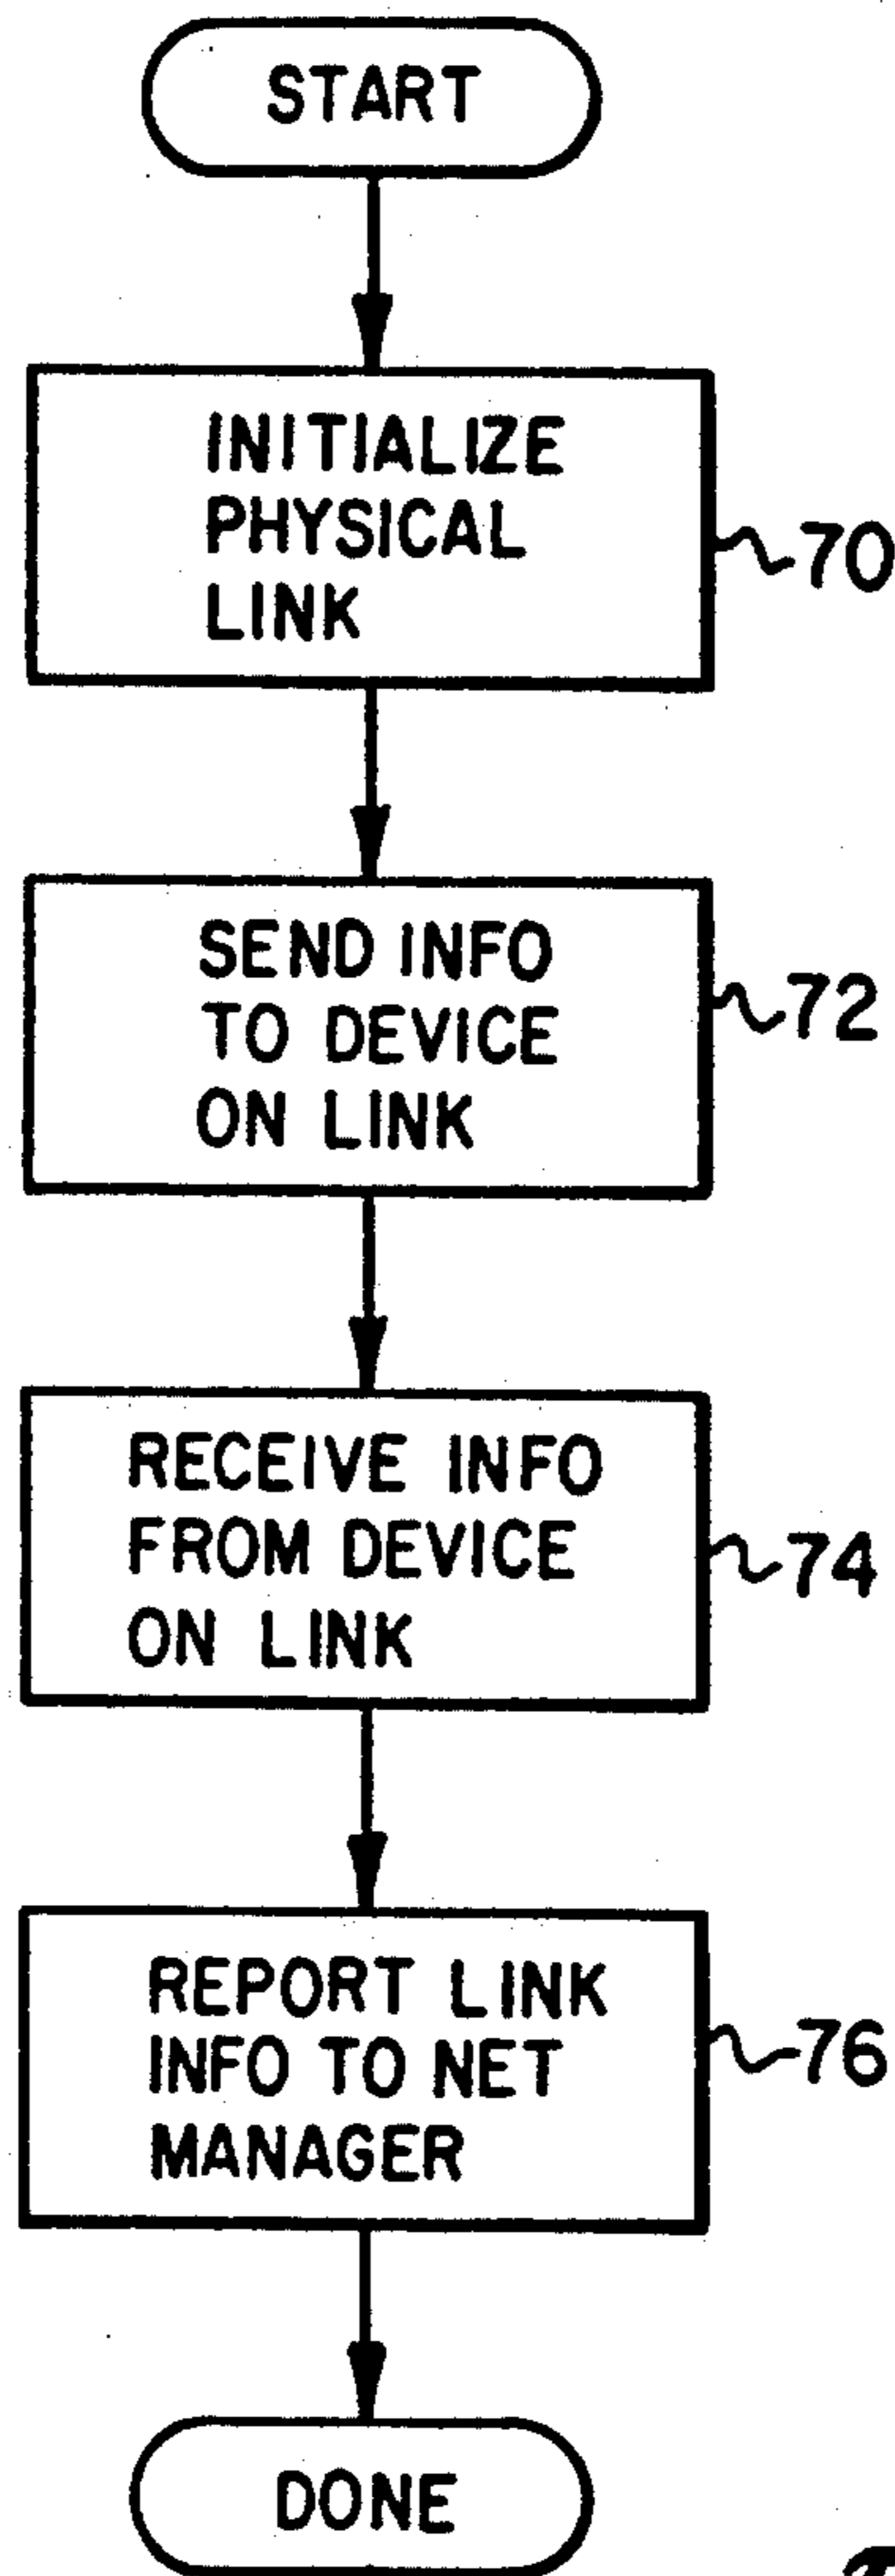 START
INITIALIZE
PHYSICAL
LINK
70
SEND INFO
TO DEVICE
ON LINK
72
RECEIVE INFO
FROM DEVICE
ON LINK
74
REPORT LINK
INFO TO NET
MANAGER
76
DONE